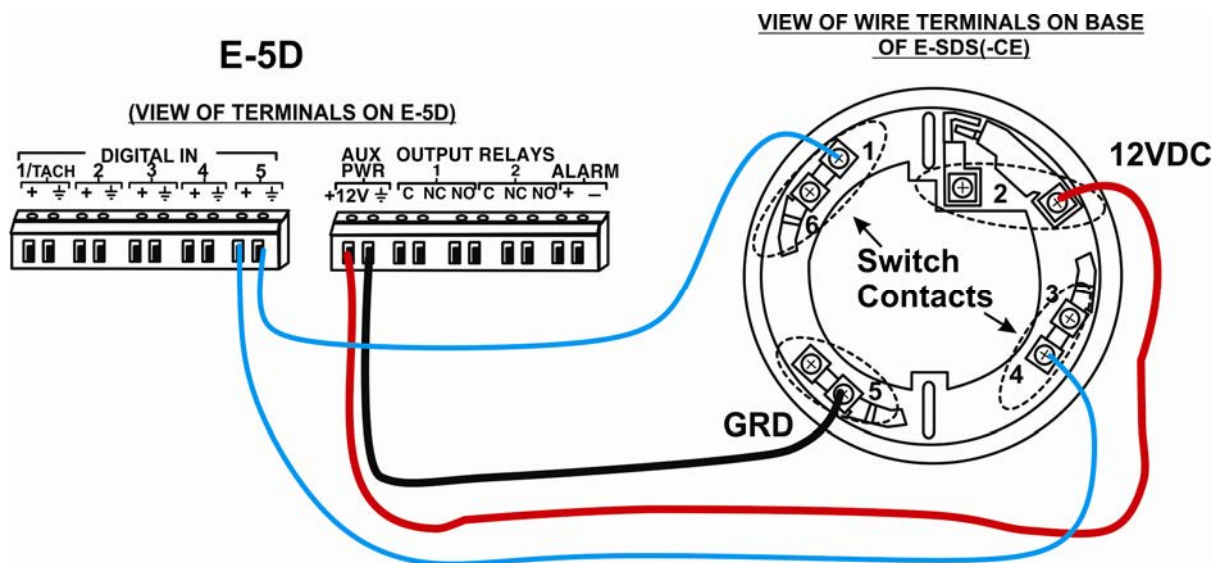 VIEW OF WIRE TERMINALS ON BASE
OF E-SDS(-CE)
E-5D
(VIEW OF TERMINALS ON E-5D)
DIGITAL IN
1/TACH 2 3 4 5
+ ⏚ + ⏚ + ⏚ + ⏚ + ⏚
AUX
PWR
+12V ⏚
OUTPUT RELAYS
1 2 ALARM
C NC NO C NC NO + −
1
6
2
12VDC
Switch
Contacts
3
4
5
GRD